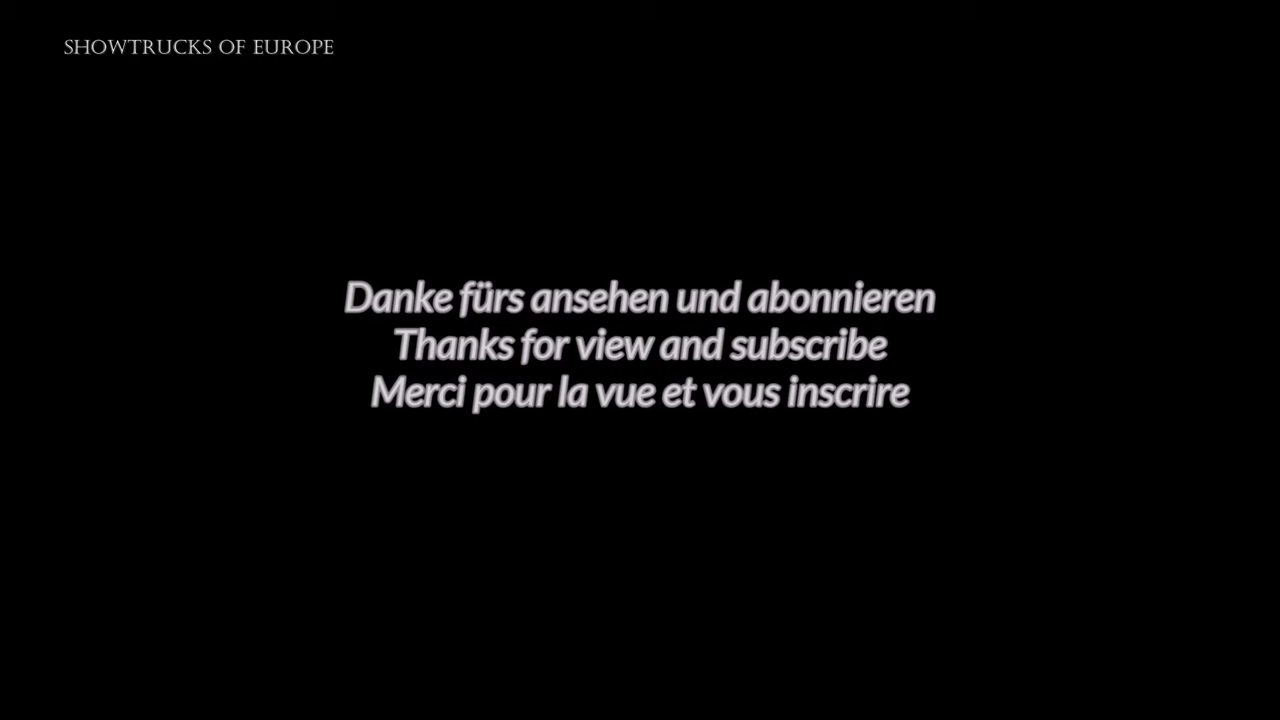 SHOWTRUCKS OF EUROPE
Danke fürs ansehen und abonnieren
Thanks for view and subscribe
Merci pour la vue et vous inscrire